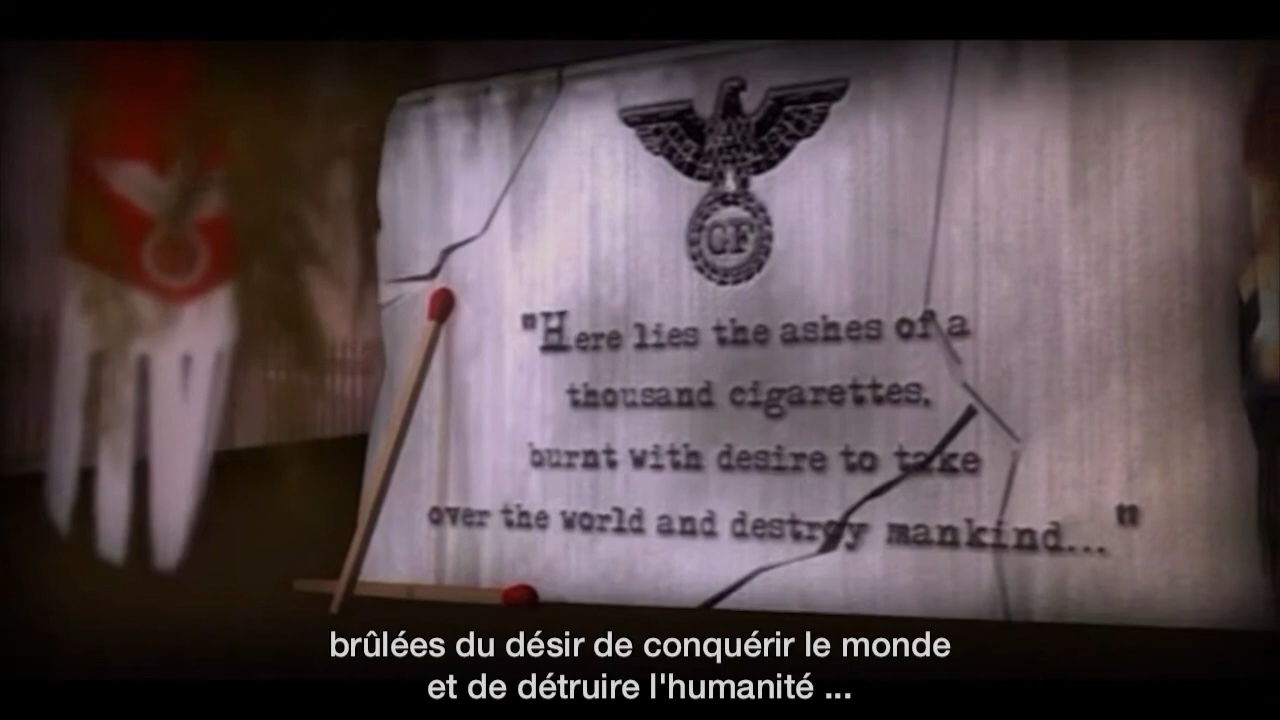 GF
"Here lies the ashes of a
thousand cigarettes,
burnt with desire to take
over the world and destroy mankind..."
brûlées du désir de conquérir le monde
et de détruire l'humanité ...